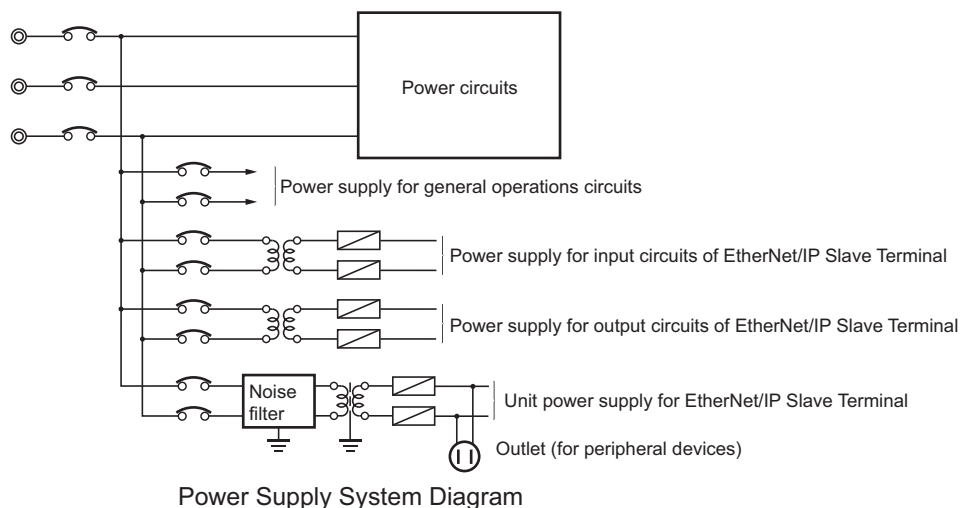 Power circuits
Power supply for general operations circuits
Power supply for input circuits of EtherNet/IP Slave Terminal
Power supply for output circuits of EtherNet/IP Slave Terminal
Noise
filter
Unit power supply for EtherNet/IP Slave Terminal
Outlet (for peripheral devices)
Power Supply System Diagram